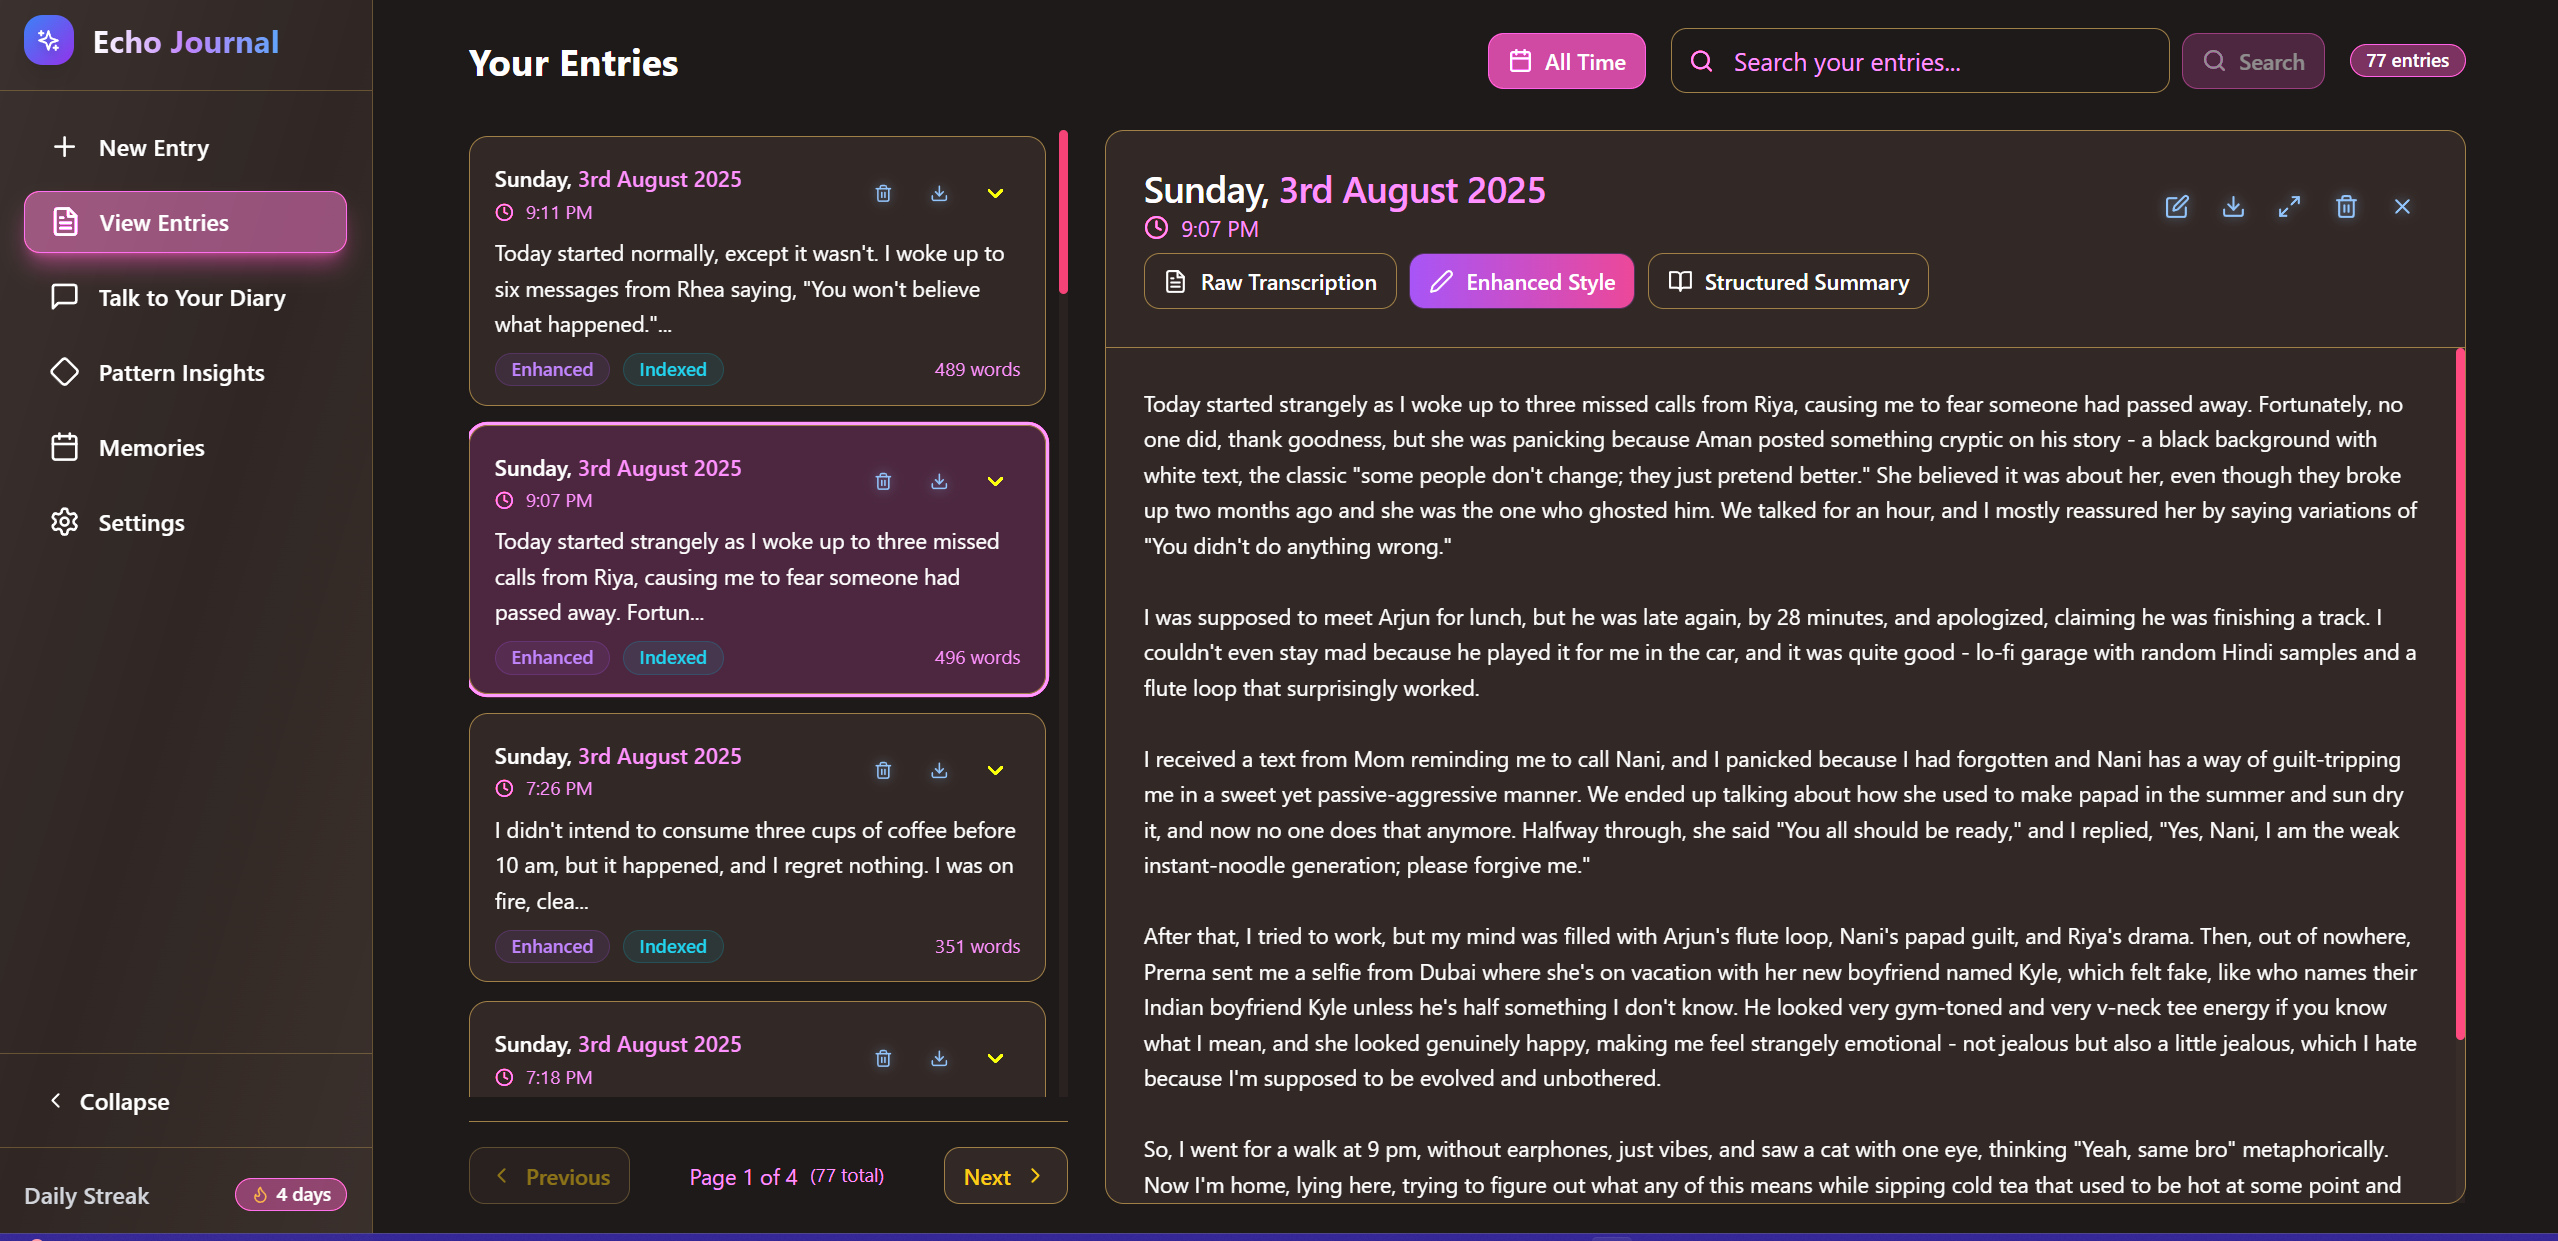 Echo Journal
New Entry
View Entries
Talk to Your Diary
Pattern Insights
Memories
Settings
Collapse
Daily Streak
4 days
Your Entries
All Time
Search your entries...
Search
77 entries
Sunday, 3rd August 2025
9:11 PM
Today started normally, except it wasn't. I woke up to
six messages from Rhea saying, "You won't believe
what happened."...
Enhanced
Indexed
489 words
Sunday, 3rd August 2025
9:07 PM
Today started strangely as I woke up to three missed
calls from Riya, causing me to fear someone had
passed away. Fortun...
Enhanced
Indexed
496 words
Sunday, 3rd August 2025
7:26 PM
I didn't intend to consume three cups of coffee before
10 am, but it happened, and I regret nothing. I was on
fire, clea...
Enhanced
Indexed
351 words
Sunday, 3rd August 2025
7:18 PM
Previous
Page 1 of 4 (77 total)
Next
Sunday, 3rd August 2025
9:07 PM
Raw Transcription
Enhanced Style
Structured Summary
Today started strangely as I woke up to three missed calls from Riya, causing me to fear someone had passed away. Fortunately, no
one did, thank goodness, but she was panicking because Aman posted something cryptic on his story - a black background with
white text, the classic "some people don't change; they just pretend better." She believed it was about her, even though they broke
up two months ago and she was the one who ghosted him. We talked for an hour, and I mostly reassured her by saying variations of
"You didn't do anything wrong."
I was supposed to meet Arjun for lunch, but he was late again, by 28 minutes, and apologized, claiming he was finishing a track. I
couldn't even stay mad because he played it for me in the car, and it was quite good - lo-fi garage with random Hindi samples and a
flute loop that surprisingly worked.
I received a text from Mom reminding me to call Nani, and I panicked because I had forgotten and Nani has a way of guilt-tripping
me in a sweet yet passive-aggressive manner. We ended up talking about how she used to make papad in the summer and sun dry
it, and now no one does that anymore. Halfway through, she said "You all should be ready," and I replied, "Yes, Nani, I am the weak
instant-noodle generation; please forgive me."
After that, I tried to work, but my mind was filled with Arjun's flute loop, Nani's papad guilt, and Riya's drama. Then, out of nowhere,
Prerna sent me a selfie from Dubai where she's on vacation with her new boyfriend named Kyle, which felt fake, like who names their
Indian boyfriend Kyle unless he's half something I don't know. He looked very gym-toned and very v-neck tee energy if you know
what I mean, and she looked genuinely happy, making me feel strangely emotional - not jealous but also a little jealous, which I hate
because I'm supposed to be evolved and unbothered.
So, I went for a walk at 9 pm, without earphones, just vibes, and saw a cat with one eye, thinking "Yeah, same bro" metaphorically.
Now I'm home, lying here, trying to figure out what any of this means while sipping cold tea that used to be hot at some point and